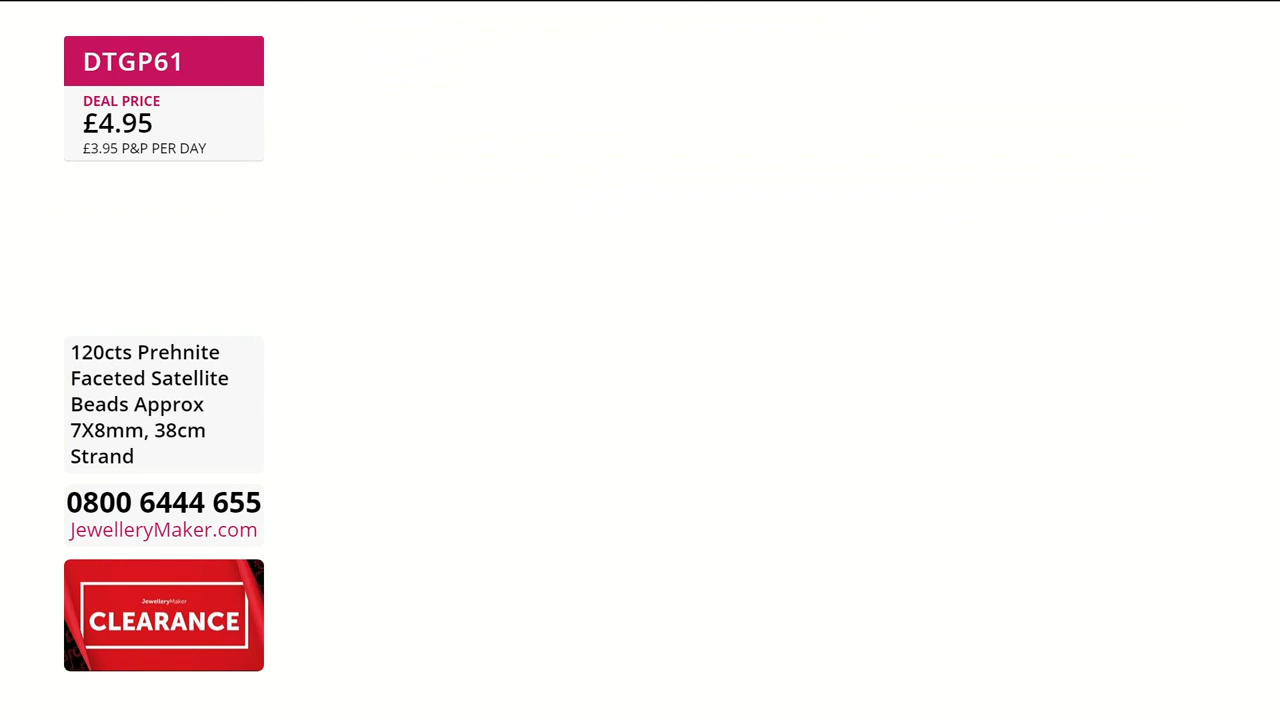 DTGP61
DEAL PRICE
£4.95
£3.95 P&P PER DAY
120cts Prehnite
Faceted Satellite
Beads Approx
7X8mm, 38cm
Strand
0800 6444 655
JewelleryMaker.com
JewelleryMaker
CLEARANCE